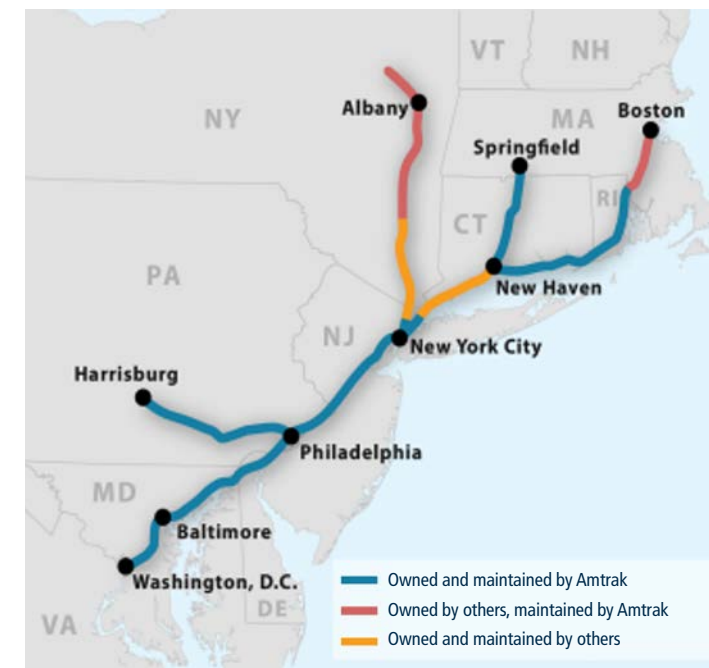 VT
NH
Albany
Boston
NY
MA
Springfield
RI
CT
PA
New Haven
NJ
New York City
Harrisburg
Philadelphia
MD
Baltimore
Washington, D.C.
DE
VA
Owned and maintained by Amtrak
Owned by others, maintained by Amtrak
Owned and maintained by others